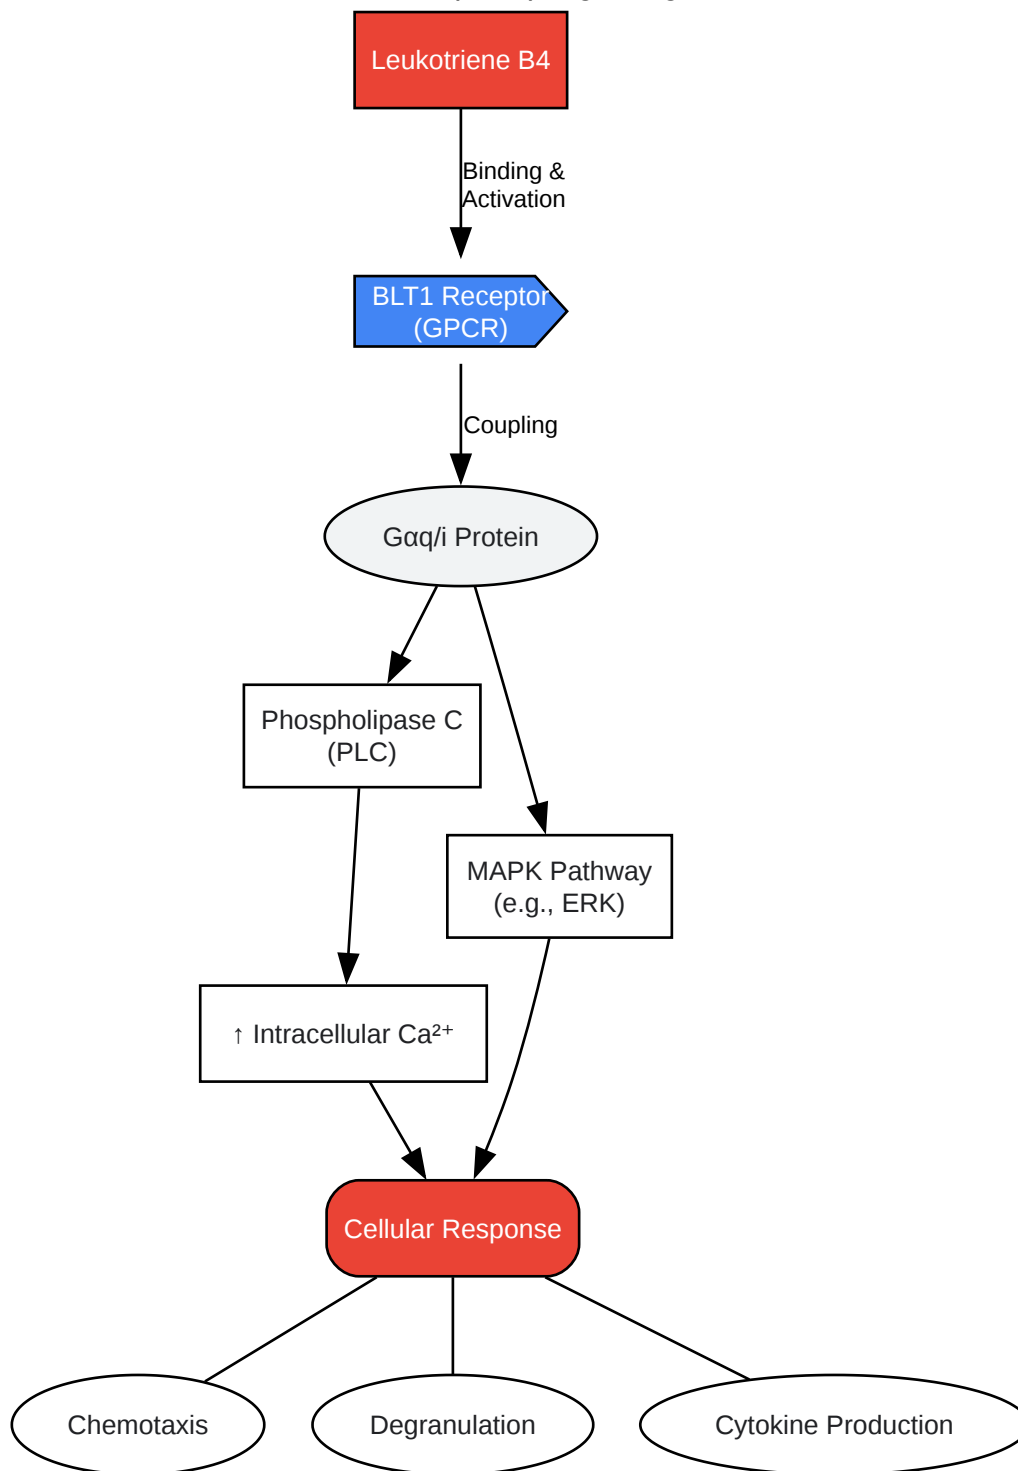 Leukotriene B4
Binding &
Activation
BLT1 Receptor
(GPCR)
Coupling
Gαq/i Protein
Phospholipase C
(PLC)
MAPK Pathway
(e.g., ERK)
↑ Intracellular Ca²⁺
Cellular Response
Chemotaxis
Degranulation
Cytokine Production